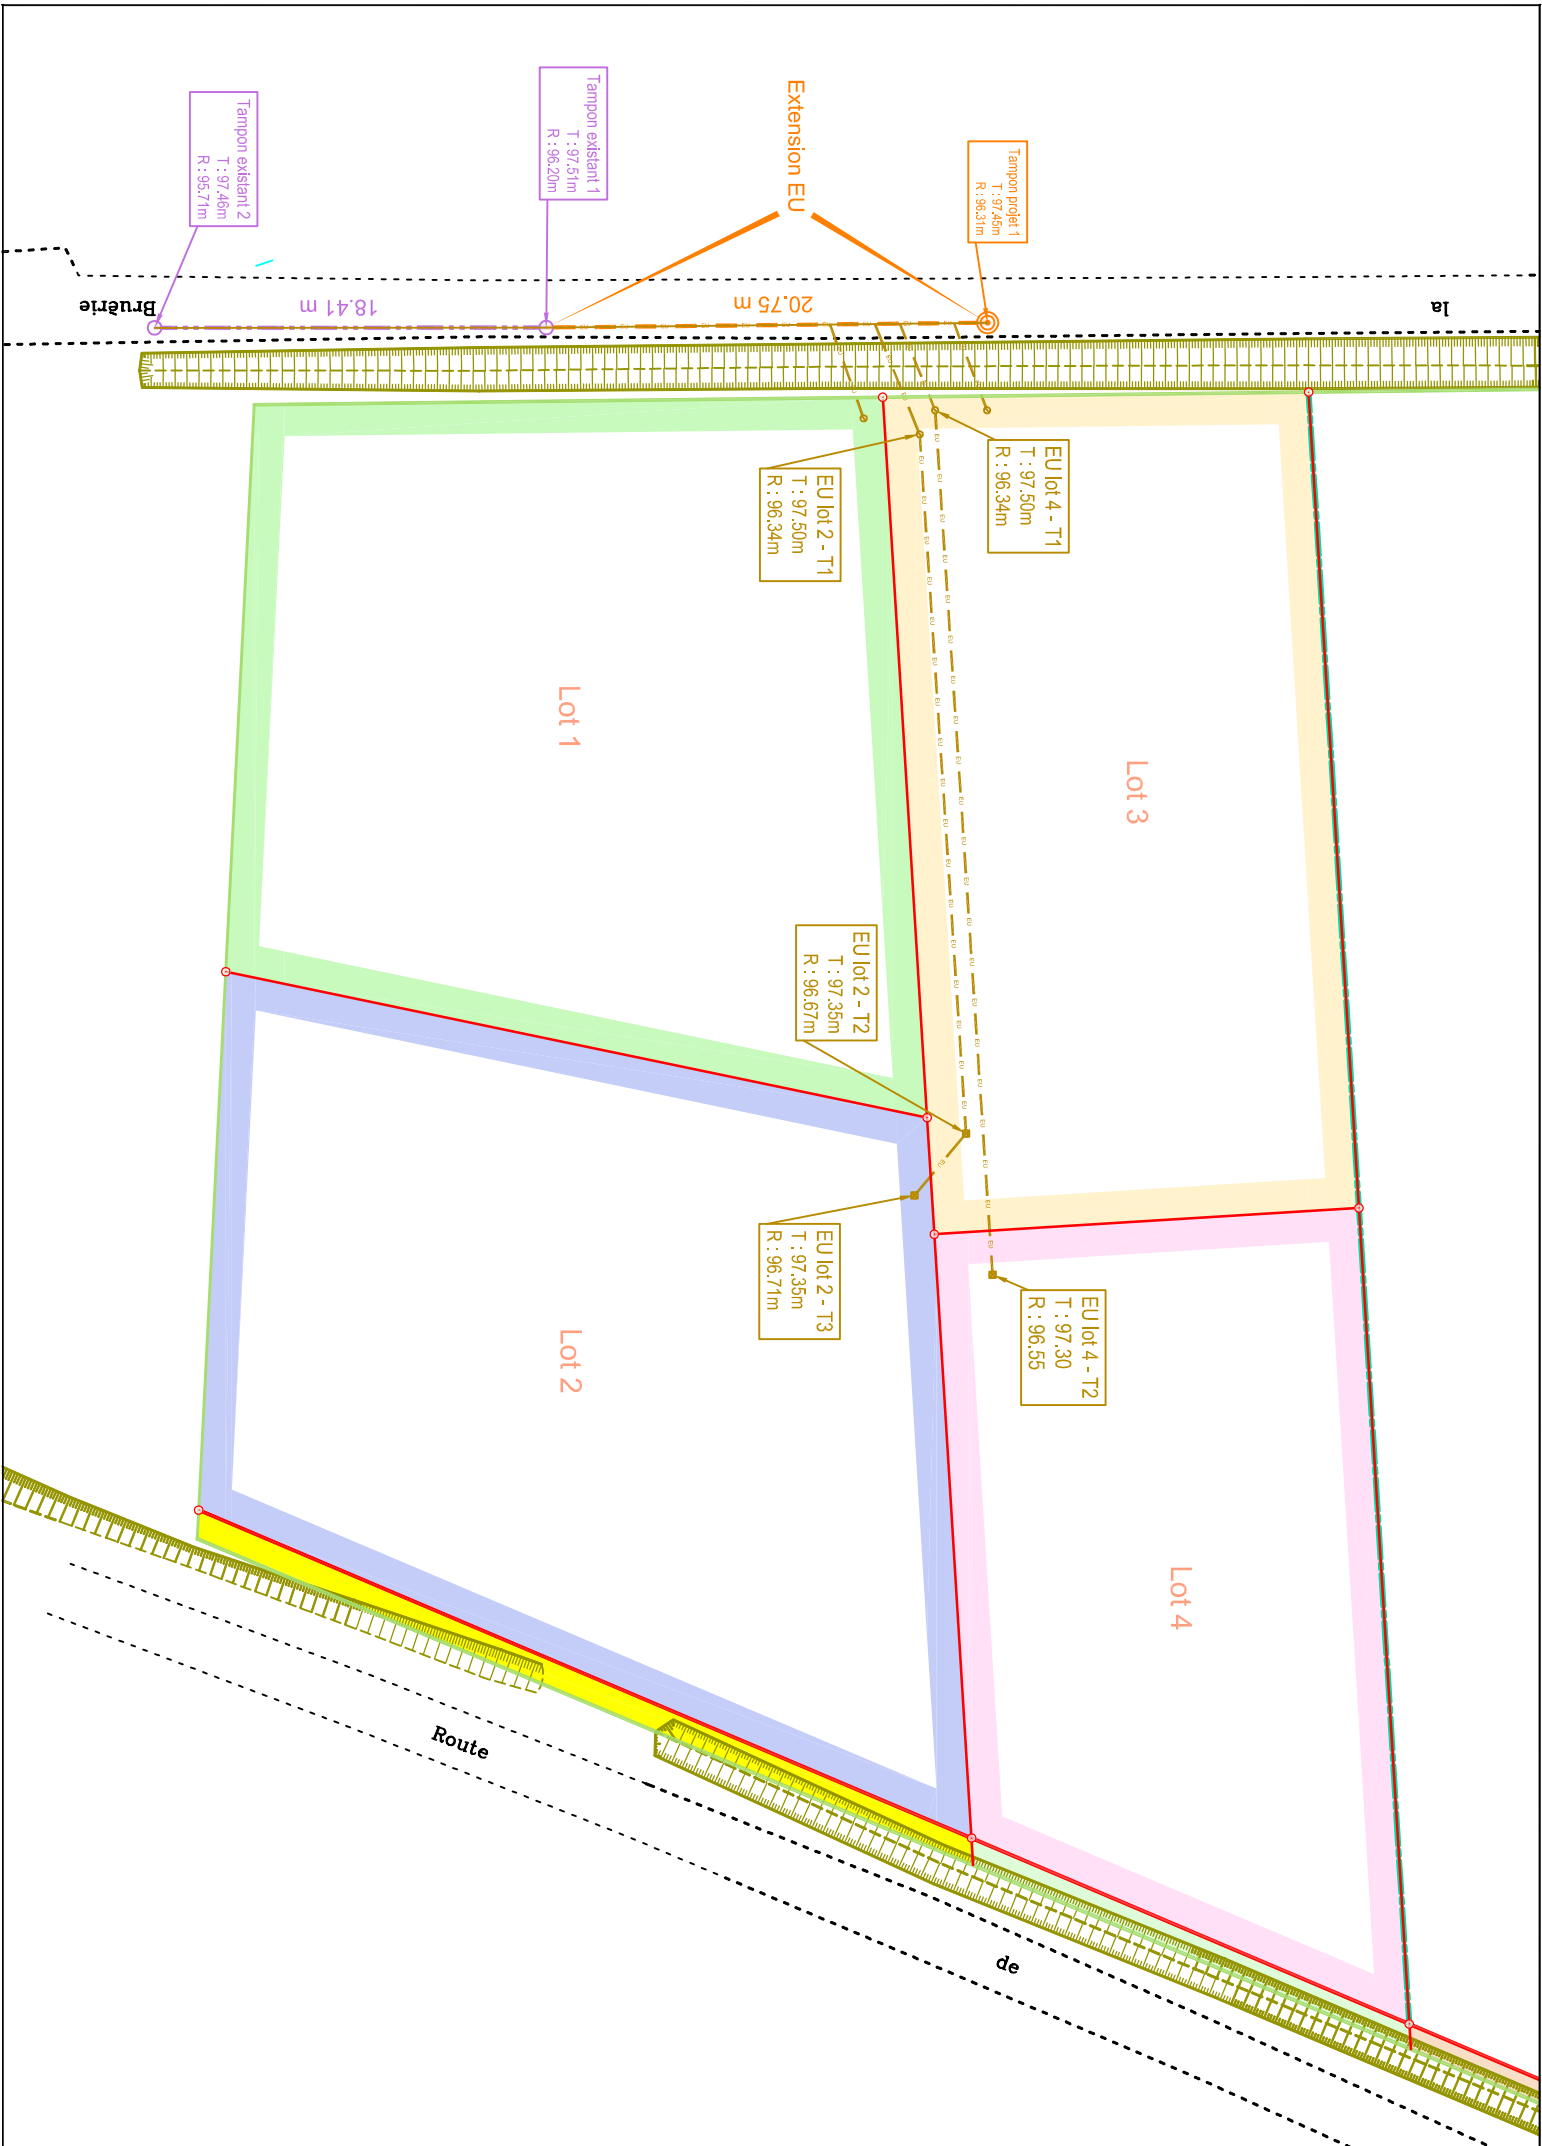 Extension EU
Tampon projet 1
T : 97.45m
R : 96.31m
Tampon existant 1
T : 97.51m
R : 96.20m
Tampon existant 2
T : 97.46m
R : 95.71m
Bruèrie
18.41 m
20.75 m
la
EU lot 4 - T1
T : 97.50m
R : 96.34m
EU lot 2 - T1
T : 97.50m
R : 96.34m
Lot 1
Lot 3
EU lot 2 - T2
T : 97.35m
R : 96.67m
EU lot 2 - T3
T : 97.35m
R : 96.71m
EU lot 4 - T2
T : 97.30
R : 96.55
Lot 2
Lot 4
Route
de